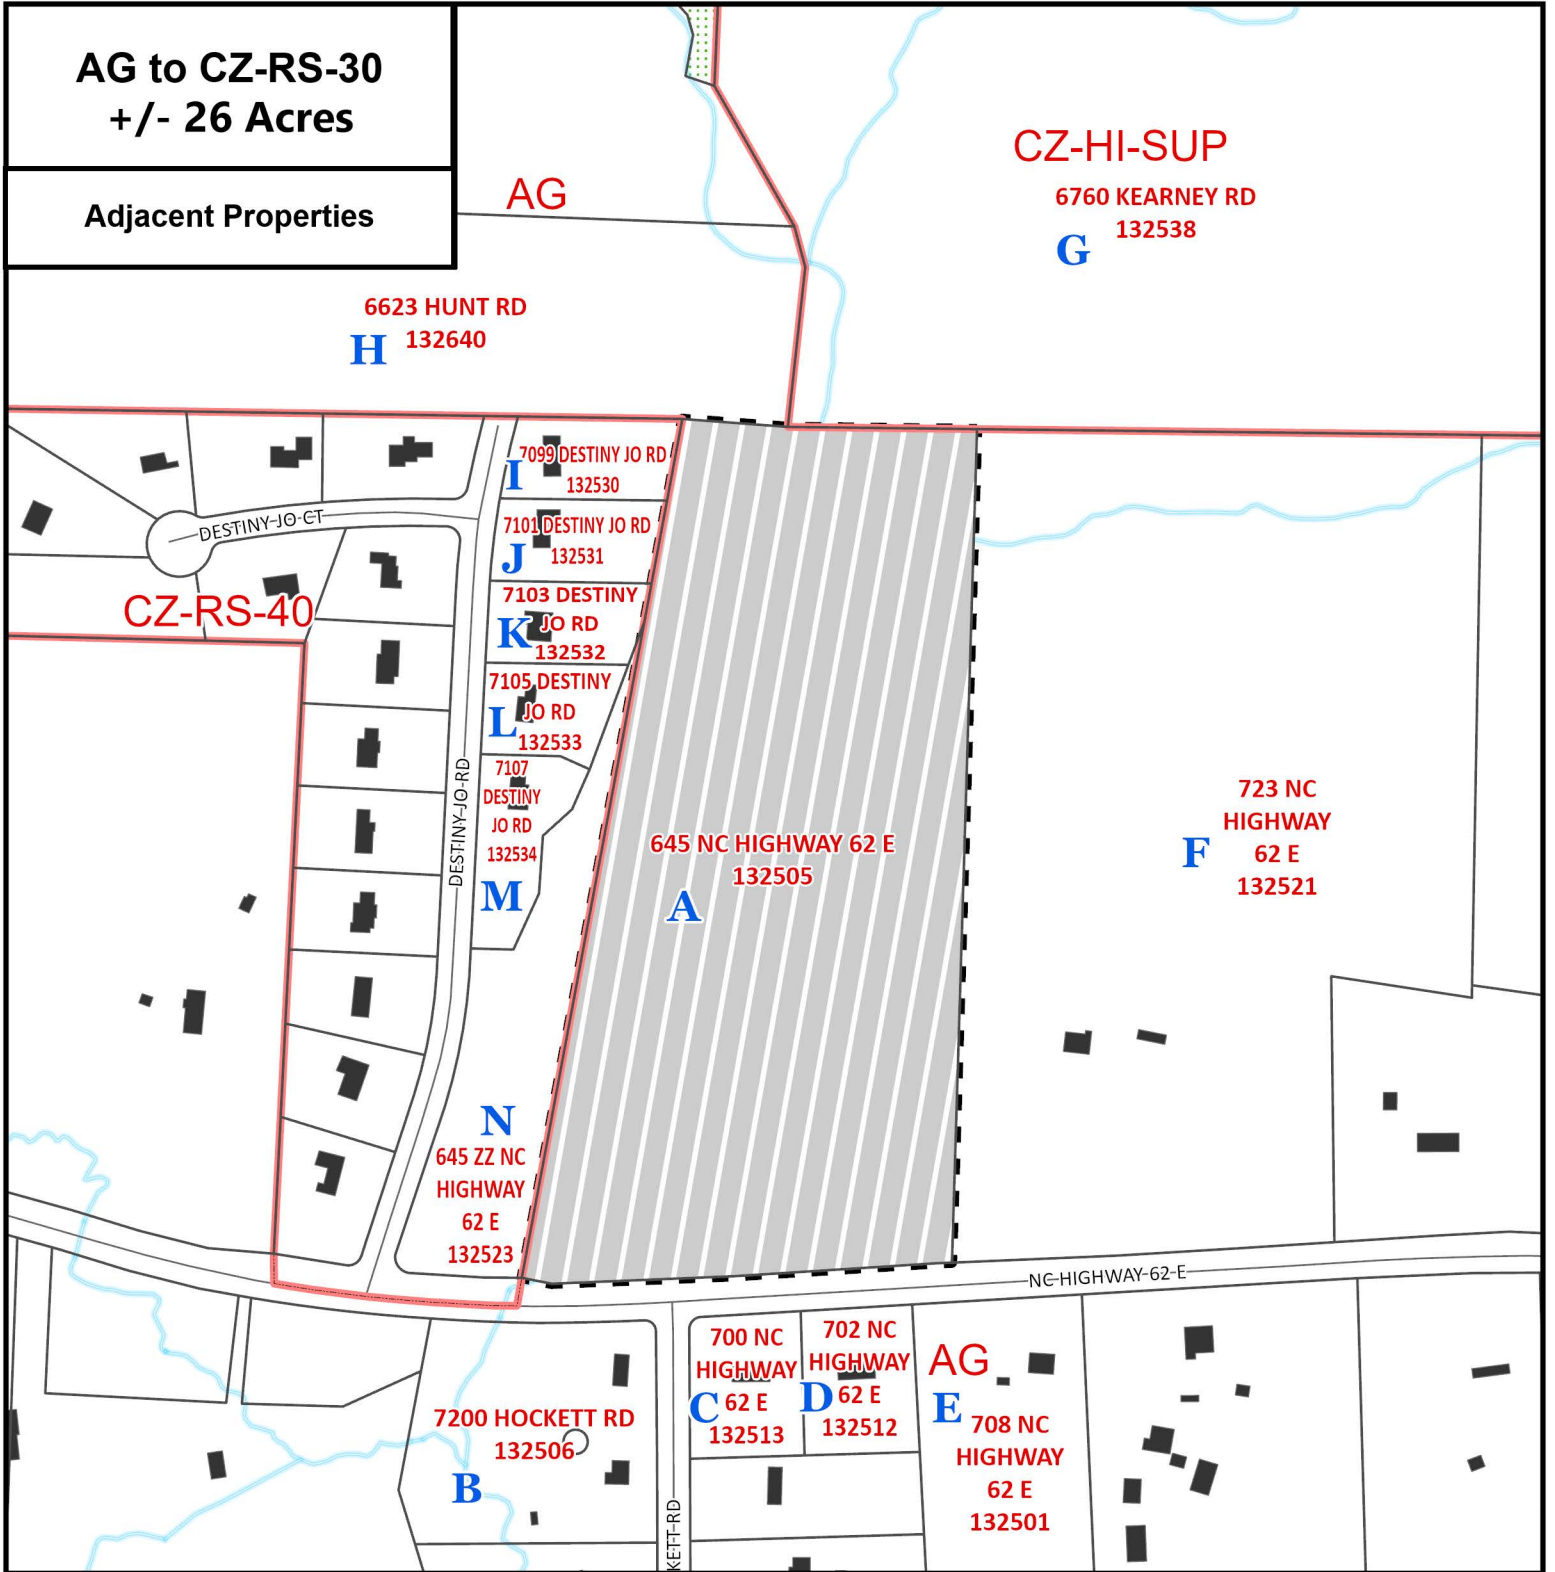 AG to CZ-RS-30
+/- 26 Acres
Adjacent Properties
AG
CZ-HI-SUP
6760 KEARNEY RD
132538
G
6623 HUNT RD
132640
H
7099 DESTINY JO RD
132530
I
DESTINY JO CT
7101 DESTINY JO RD
132531
J
CZ-RS-40
7103 DESTINY
JO RD
132532
K
7105 DESTINY
JO RD
132533
L
DESTINY JO RD
7107
DESTINY
JO RD
132534
M
645 NC HIGHWAY 62 E
132505
A
723 NC
HIGHWAY
62 E
132521
F
N
645 ZZ NC
HIGHWAY
62 E
132523
NC HIGHWAY 62 E
7200 HOCKETT RD
132506
B
KETT RD
700 NC
HIGHWAY
62 E
132513
C
702 NC
HIGHWAY
62 E
132512
D
AG
E
708 NC
HIGHWAY
62 E
132501